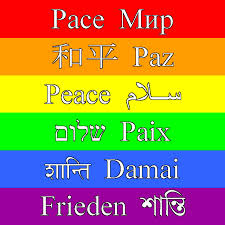 Pace Мир
和平 Paz
Peace سلام
שלום Paix
शान्ति Damai
Frieden শান্তি